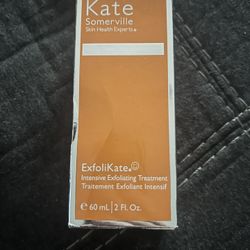 Kate
Somerville
Skin Health Experts®
ExfoliKate®
Intensive Exfoliating Treatment
Traitement Exfoliant Intensif
℮ 60 mL | 2 Fl. Oz.